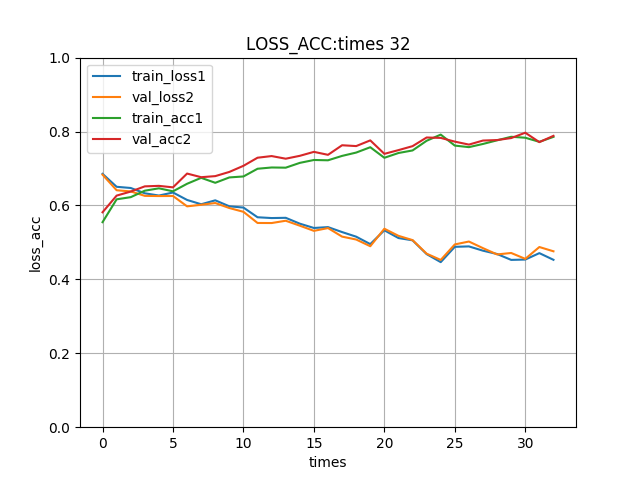 LOSS_ACC:times 32
1.0
0.8
0.6
0.4
0.2
0.0
loss_acc
train_loss1
val_loss2
train_acc1
val_acc2
0 5 10 15 20 25 30
times